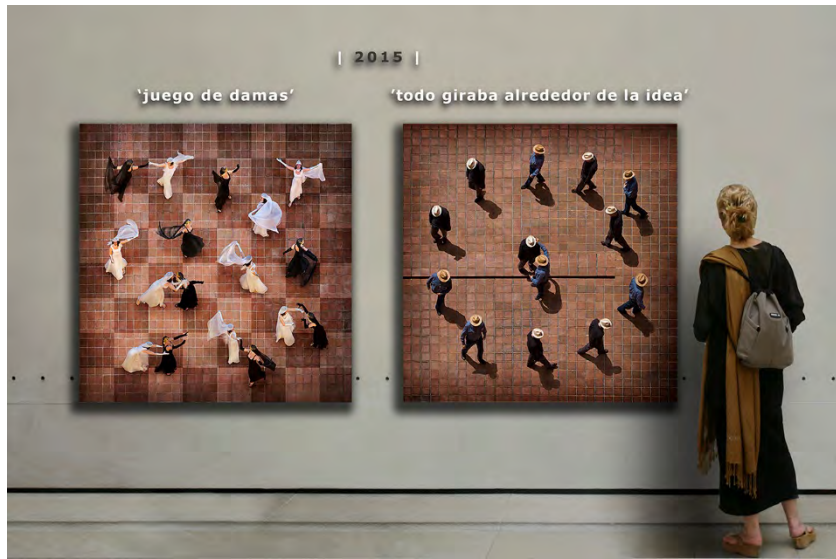 | 2015 |
‘juego de damas’
‘todo giraba alrededor de la idea’